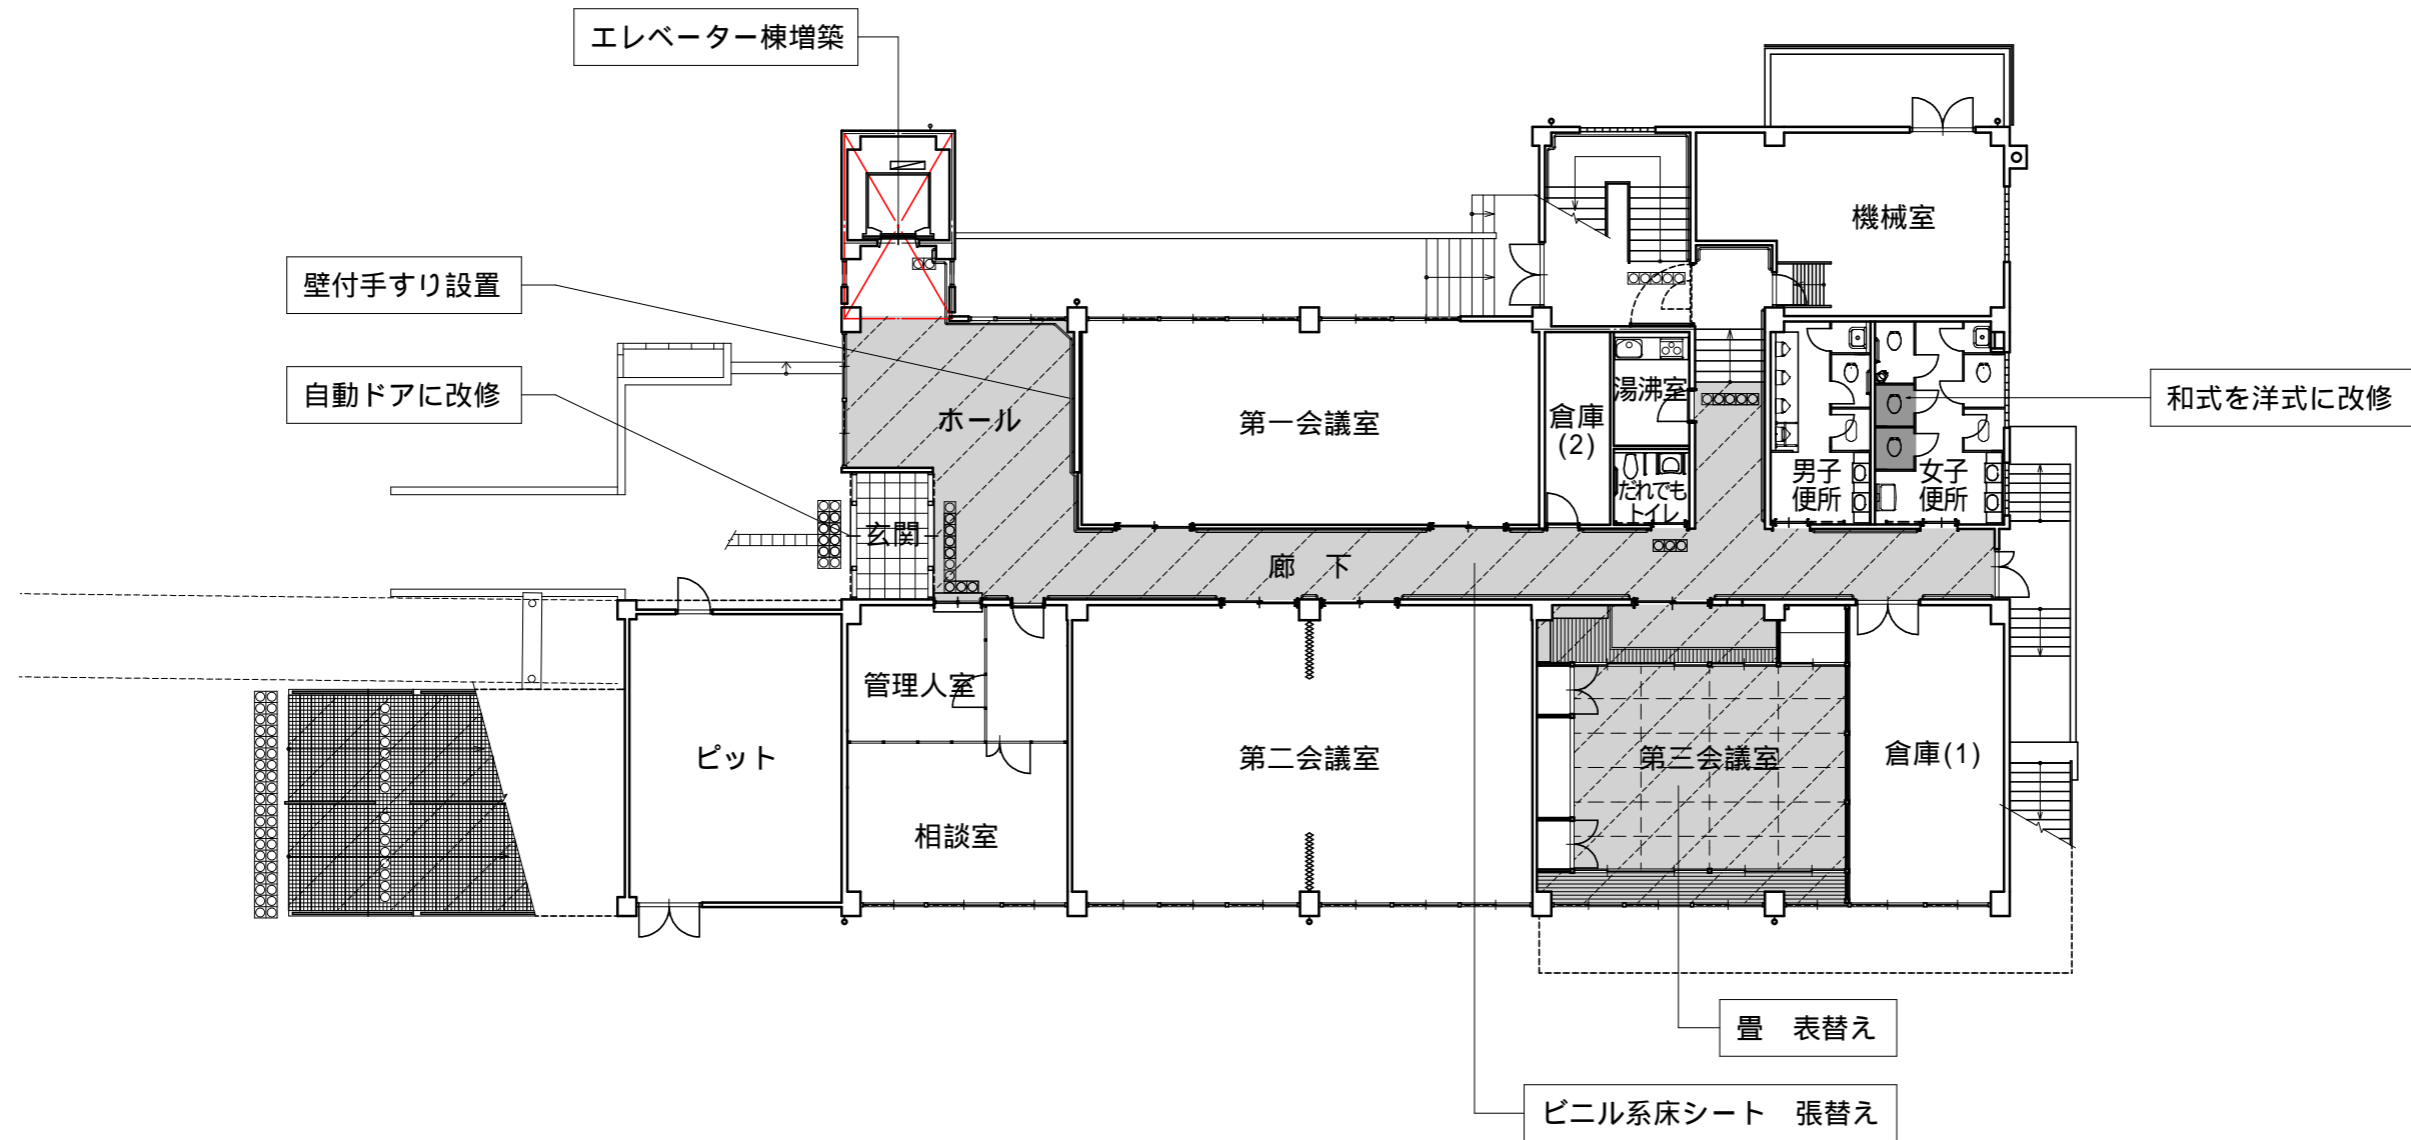 エレベーター棟増築
機械室
壁付手すり設置
自動ドアに改修
和式を洋式に改修
ホール
第一会議室
倉庫
(2)
湯沸室
だれでも
トイレ
男子
便所
女子
便所
玄関
廊　下
管理人室
ピット
相談室
第二会議室
第三会議室
倉庫(1)
畳　表替え
ビニル系床シート　張替え